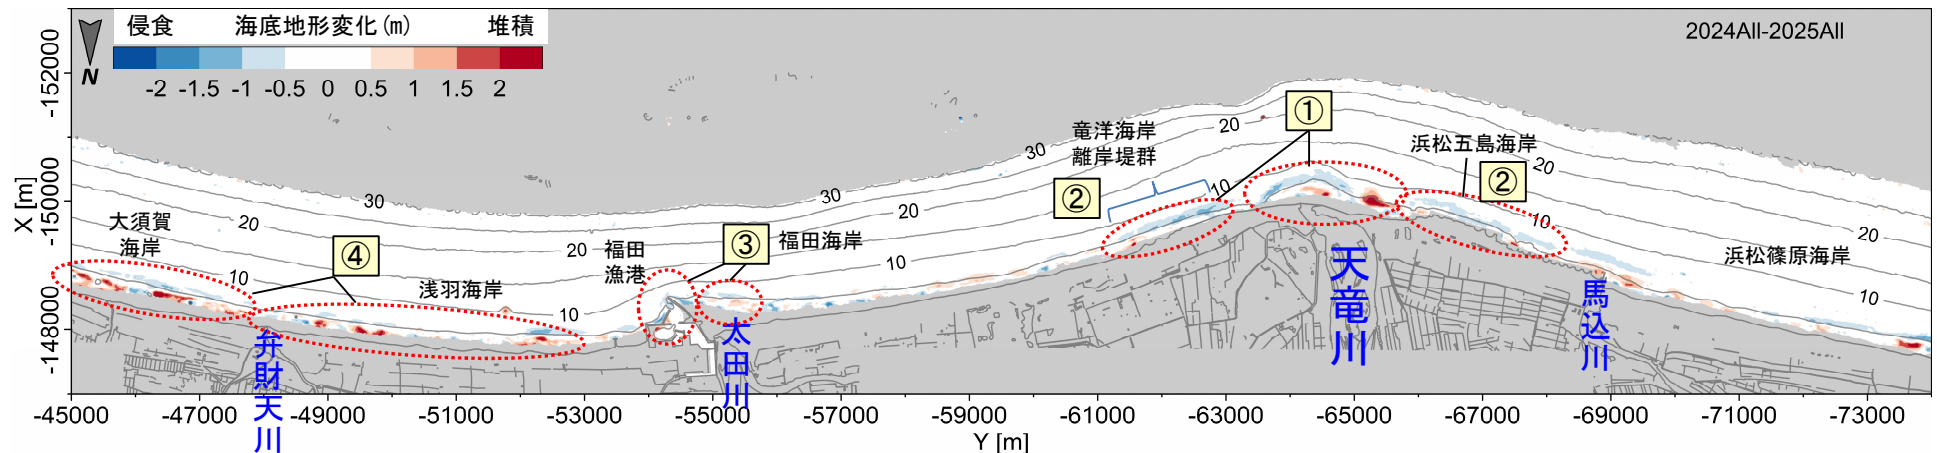 侵食 海底地形変化(m) 堆積
-2 -1.5 -1 -0.5 0 0.5 1 1.5 2
N
2024AII-2025AII
-152000
-150000
-148000
X [m]
①
竜洋海岸
離岸堤群
②
浜松五島海岸
②
大須賀
海岸
④
浅羽海岸
福田
漁港
③
福田海岸
浜松篠原海岸
30
30
30
20
20
20
20
20
20
10
10
10
10
10
10
弁財天川
太田川
天竜川
馬込川
-45000 -47000 -49000 -51000 -53000 -55000 -57000 -59000 -61000 -63000 -65000 -67000 -69000 -71000 -73000
Y [m]